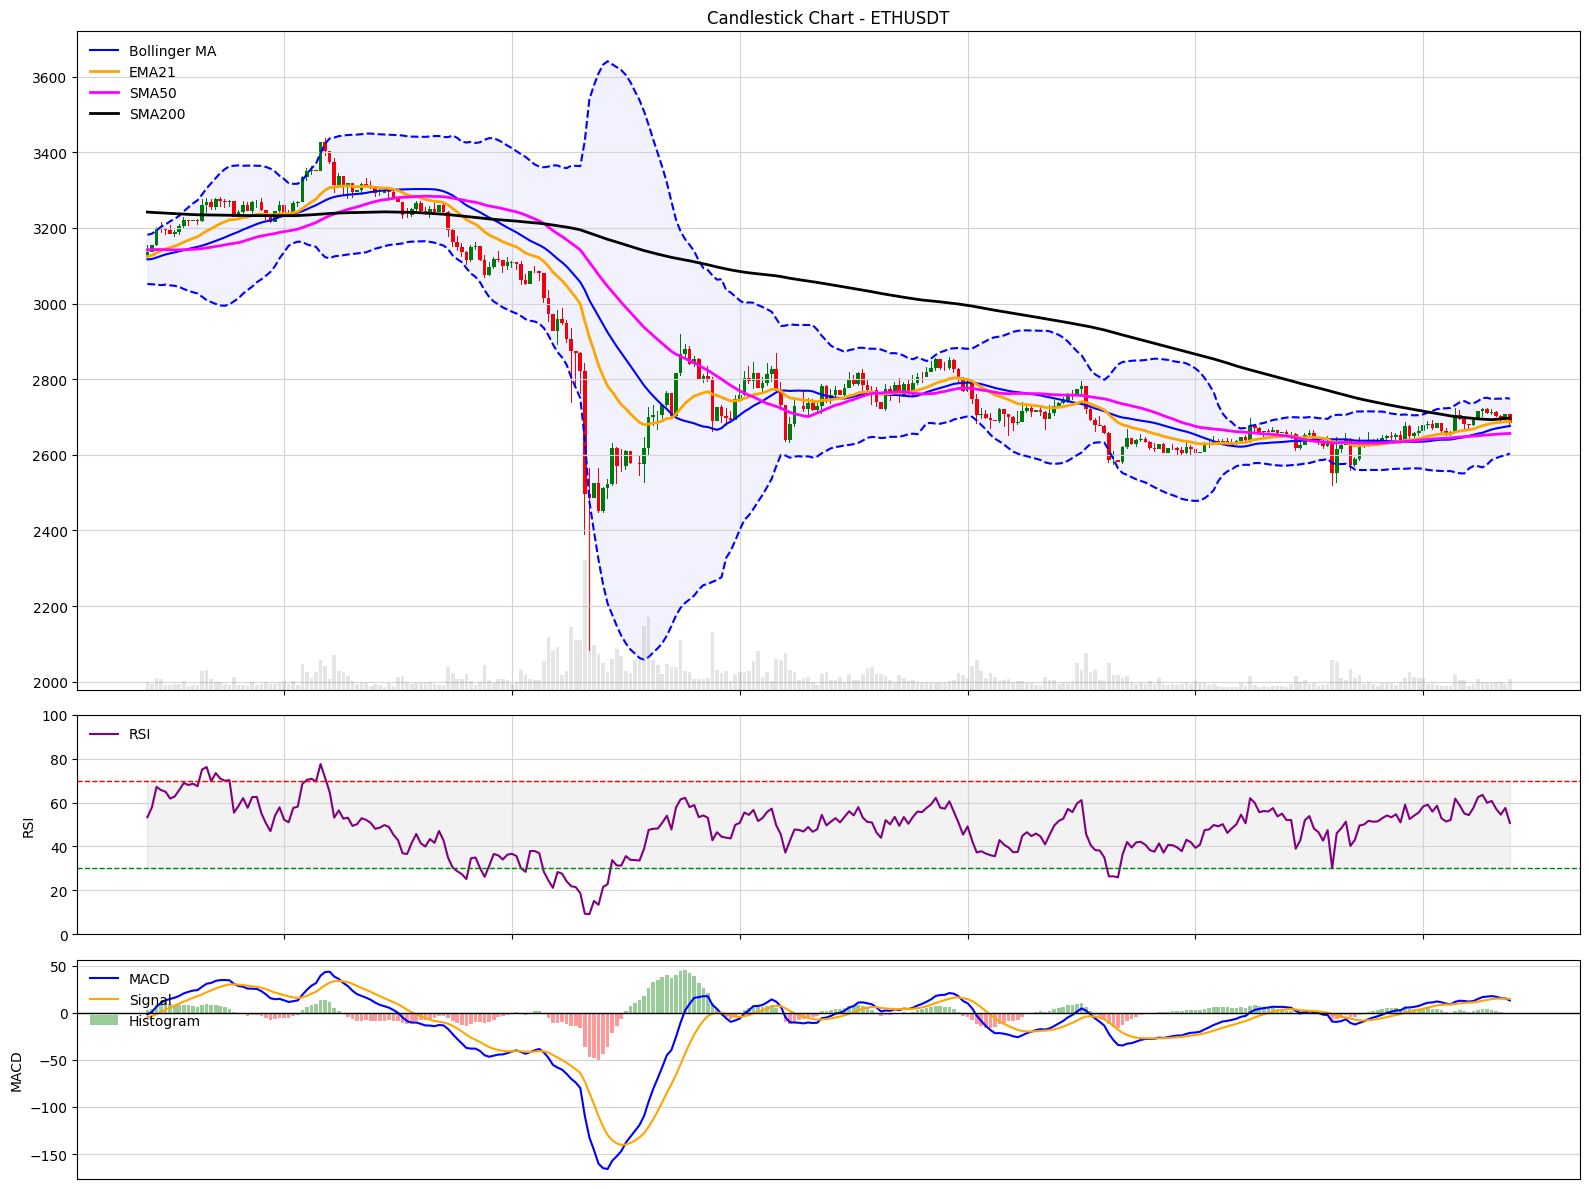 Candlestick Chart - ETHUSDT
Bollinger MA
EMA21
SMA50
SMA200
3600
3400
3200
3000
2800
2600
2400
2200
2000
RSI
100
80
60
40
20
0
RSI
MACD
Signal
Histogram
50
0
−50
−100
−150
MACD